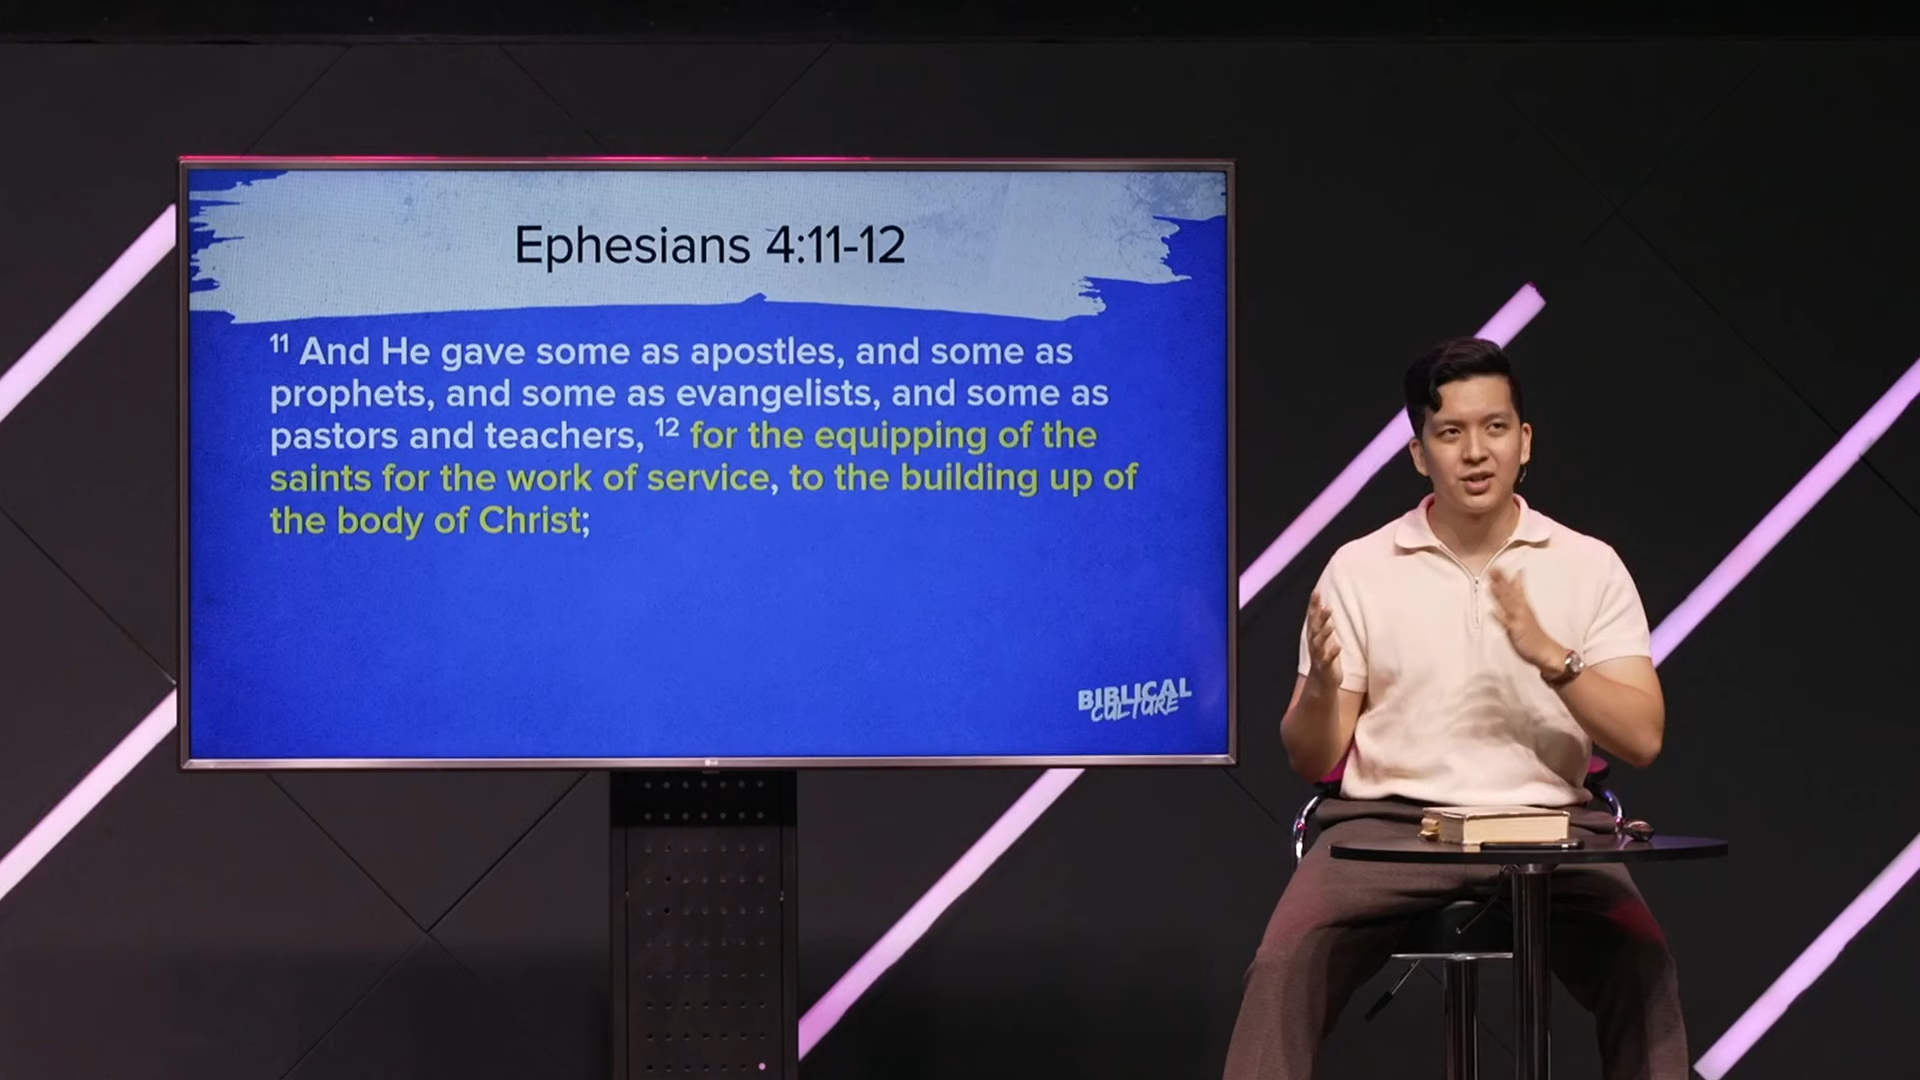 Ephesians 4:11-12
11 And He gave some as apostles, and some as
prophets, and some as evangelists, and some as
pastors and teachers, 12 for the equipping of the
saints for the work of service, to the building up of
the body of Christ;
BIBLICAL
CULTURE
LG